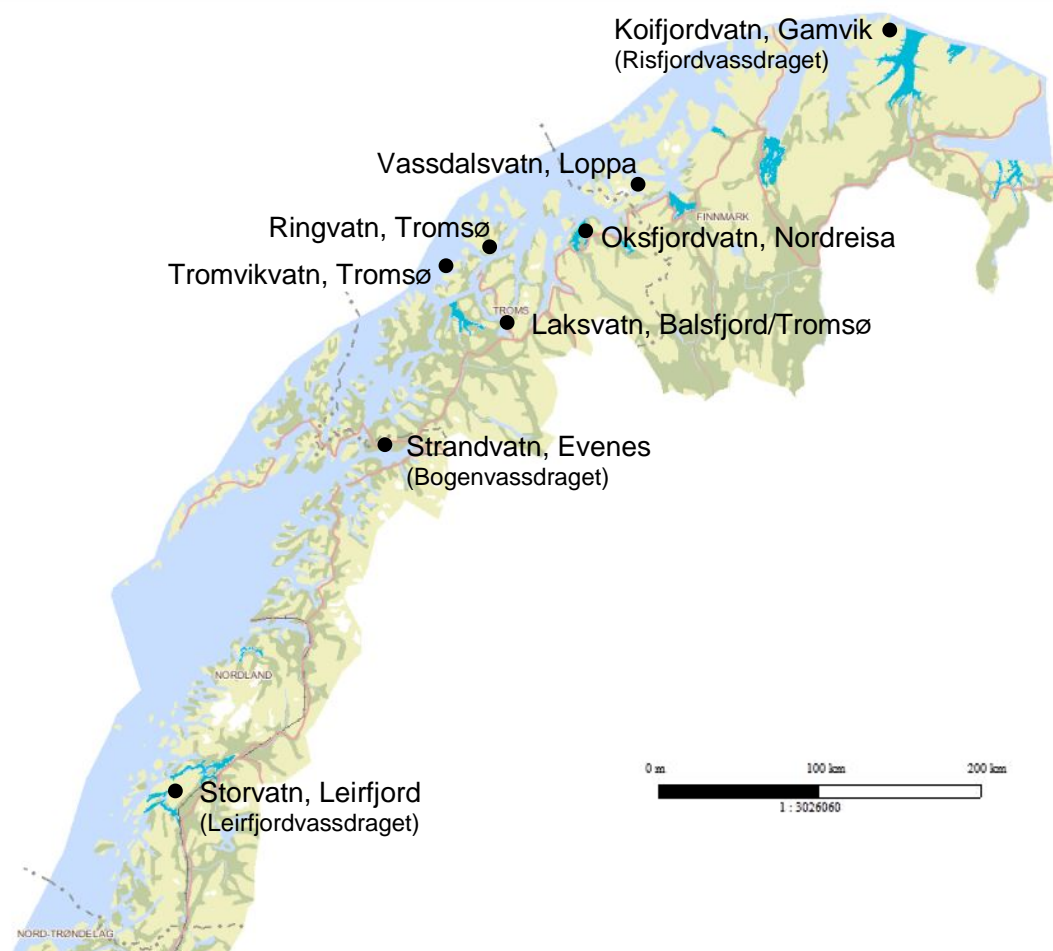 Koifjordvatn, Gamvik
(Risfjordvassdraget)
Vassdalsvatn, Loppa
FINNMARK
Ringvatn, Tromsø
Oksfjordvatn, Nordreisa
Tromvikvatn, Tromsø
TROMS
Laksvatn, Balsfjord/Tromsø
Strandvatn, Evenes
(Bogenvassdraget)
NORDLAND
0 m 100 km 200 km
1 : 3026060
Storvatn, Leirfjord
(Leirfjordvassdraget)
NORD-TRØNDELAG